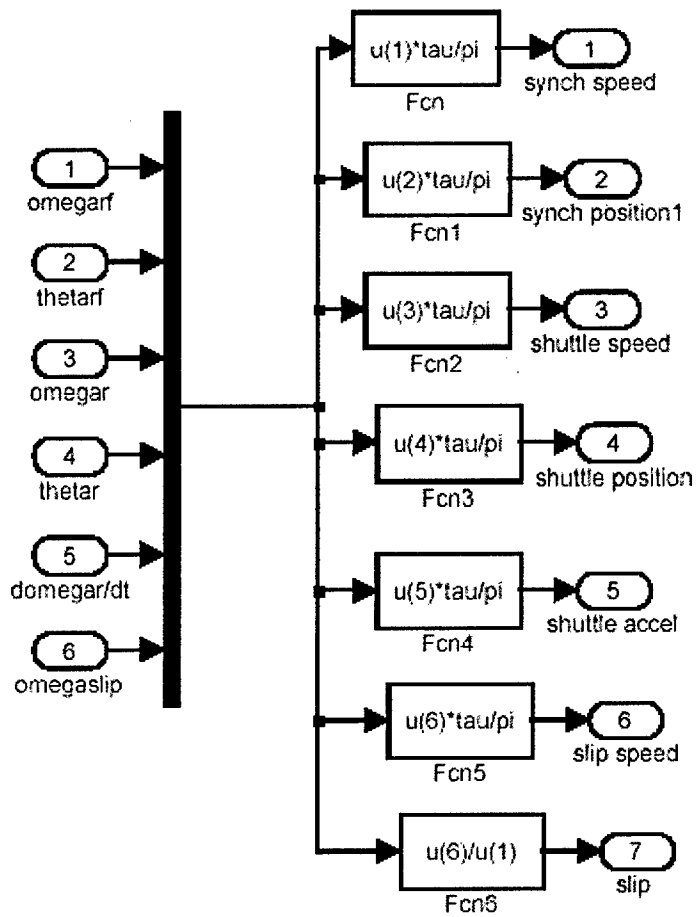 1
omegarf
2
thetarf
3
omegar
4
thetar
5
domegar/dt
6
omegaslip
u(1)*tau/pi
Fcn
1
synch speed
u(2)*tau/pi
Fcn1
2
synch position1
u(3)*tau/pi
Fcn2
3
shuttle speed
u(4)*tau/pi
Fcn3
4
shuttle position
u(5)*tau/pi
Fcn4
5
shuttle accel
u(6)*tau/pi
Fcn5
6
slip speed
u(6)/u(1)
Fcn6
7
slip